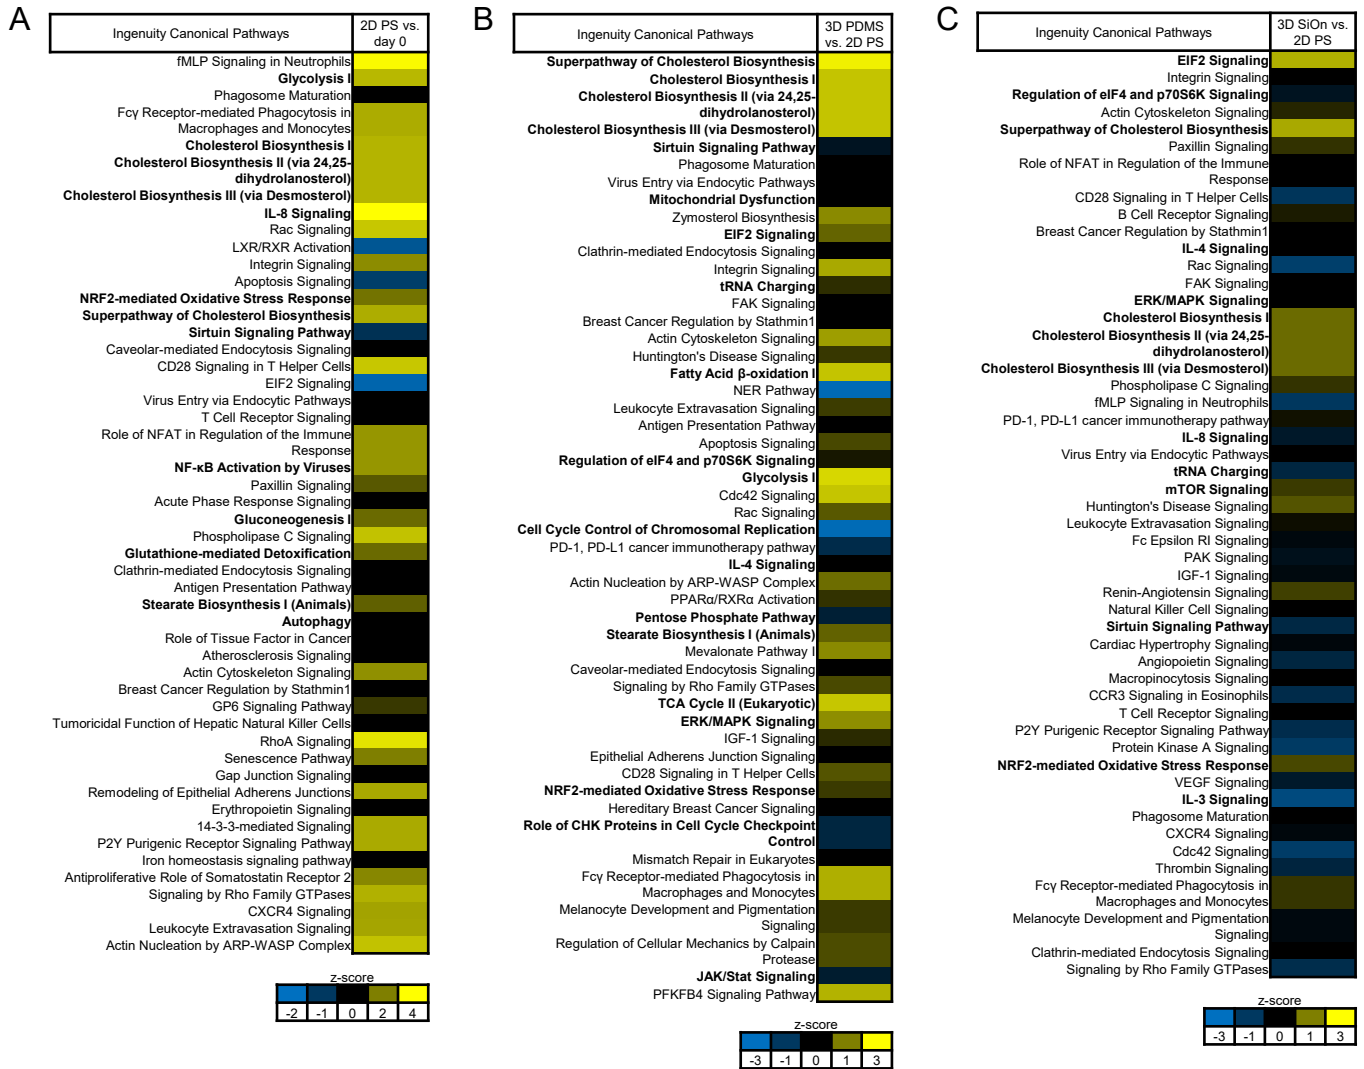 A
Ingenuity Canonical Pathways
2D PS vs.
day 0
fMLP Signaling in Neutrophils
Glycolysis I
Phagosome Maturation
Fcγ Receptor-mediated Phagocytosis in
Macrophages and Monocytes
Cholesterol Biosynthesis I
Cholesterol Biosynthesis II (via 24,25-
dihydrolanosterol)
Cholesterol Biosynthesis III (via Desmosterol)
IL-8 Signaling
Rac Signaling
LXR/RXR Activation
Integrin Signaling
Apoptosis Signaling
NRF2-mediated Oxidative Stress Response
Superpathway of Cholesterol Biosynthesis
Sirtuin Signaling Pathway
Caveolar-mediated Endocytosis Signaling
CD28 Signaling in T Helper Cells
EIF2 Signaling
Virus Entry via Endocytic Pathways
T Cell Receptor Signaling
Role of NFAT in Regulation of the Immune
Response
NF-κB Activation by Viruses
Paxillin Signaling
Acute Phase Response Signaling
Gluconeogenesis I
Phospholipase C Signaling
Glutathione-mediated Detoxification
Clathrin-mediated Endocytosis Signaling
Antigen Presentation Pathway
Stearate Biosynthesis I (Animals)
Autophagy
Role of Tissue Factor in Cancer
Atherosclerosis Signaling
Actin Cytoskeleton Signaling
Breast Cancer Regulation by Stathmin1
GP6 Signaling Pathway
Tumoricidal Function of Hepatic Natural Killer Cells
RhoA Signaling
Senescence Pathway
Gap Junction Signaling
Remodeling of Epithelial Adherens Junctions
Erythropoietin Signaling
14-3-3-mediated Signaling
P2Y Purigenic Receptor Signaling Pathway
Iron homeostasis signaling pathway
Antiproliferative Role of Somatostatin Receptor 2
Signaling by Rho Family GTPases
CXCR4 Signaling
Leukocyte Extravasation Signaling
Actin Nucleation by ARP-WASP Complex
z-score
-2 -1 0 2 4
B
Ingenuity Canonical Pathways
3D PDMS
vs. 2D PS
Superpathway of Cholesterol Biosynthesis
Cholesterol Biosynthesis I
Cholesterol Biosynthesis II (via 24,25-
dihydrolanosterol)
Cholesterol Biosynthesis III (via Desmosterol)
Sirtuin Signaling Pathway
Phagosome Maturation
Virus Entry via Endocytic Pathways
Mitochondrial Dysfunction
Zymosterol Biosynthesis
EIF2 Signaling
Clathrin-mediated Endocytosis Signaling
Integrin Signaling
tRNA Charging
FAK Signaling
Breast Cancer Regulation by Stathmin1
Actin Cytoskeleton Signaling
Huntington's Disease Signaling
Fatty Acid β-oxidation I
NER Pathway
Leukocyte Extravasation Signaling
Antigen Presentation Pathway
Apoptosis Signaling
Regulation of eIF4 and p70S6K Signaling
Glycolysis I
Cdc42 Signaling
Rac Signaling
Cell Cycle Control of Chromosomal Replication
PD-1, PD-L1 cancer immunotherapy pathway
IL-4 Signaling
Actin Nucleation by ARP-WASP Complex
PPARα/RXRα Activation
Pentose Phosphate Pathway
Stearate Biosynthesis I (Animals)
Mevalonate Pathway I
Caveolar-mediated Endocytosis Signaling
Signaling by Rho Family GTPases
TCA Cycle II (Eukaryotic)
ERK/MAPK Signaling
IGF-1 Signaling
Epithelial Adherens Junction Signaling
CD28 Signaling in T Helper Cells
NRF2-mediated Oxidative Stress Response
Hereditary Breast Cancer Signaling
Role of CHK Proteins in Cell Cycle Checkpoint
Control
Mismatch Repair in Eukaryotes
Fcγ Receptor-mediated Phagocytosis in
Macrophages and Monocytes
Melanocyte Development and Pigmentation
Signaling
Regulation of Cellular Mechanics by Calpain
Protease
JAK/Stat Signaling
PFKFB4 Signaling Pathway
z-score
-3 -1 0 1 3
C
Ingenuity Canonical Pathways
3D SiOn vs.
2D PS
EIF2 Signaling
Integrin Signaling
Regulation of eIF4 and p70S6K Signaling
Actin Cytoskeleton Signaling
Superpathway of Cholesterol Biosynthesis
Paxillin Signaling
Role of NFAT in Regulation of the Immune
Response
CD28 Signaling in T Helper Cells
B Cell Receptor Signaling
Breast Cancer Regulation by Stathmin1
IL-4 Signaling
Rac Signaling
FAK Signaling
ERK/MAPK Signaling
Cholesterol Biosynthesis I
Cholesterol Biosynthesis II (via 24,25-
dihydrolanosterol)
Cholesterol Biosynthesis III (via Desmosterol)
Phospholipase C Signaling
fMLP Signaling in Neutrophils
PD-1, PD-L1 cancer immunotherapy pathway
IL-8 Signaling
Virus Entry via Endocytic Pathways
tRNA Charging
mTOR Signaling
Huntington's Disease Signaling
Leukocyte Extravasation Signaling
Fc Epsilon RI Signaling
PAK Signaling
IGF-1 Signaling
Renin-Angiotensin Signaling
Natural Killer Cell Signaling
Sirtuin Signaling Pathway
Cardiac Hypertrophy Signaling
Angiopoietin Signaling
Macropinocytosis Signaling
CCR3 Signaling in Eosinophils
T Cell Receptor Signaling
P2Y Purigenic Receptor Signaling Pathway
Protein Kinase A Signaling
NRF2-mediated Oxidative Stress Response
VEGF Signaling
IL-3 Signaling
Phagosome Maturation
CXCR4 Signaling
Cdc42 Signaling
Thrombin Signaling
Fcγ Receptor-mediated Phagocytosis in
Macrophages and Monocytes
Melanocyte Development and Pigmentation
Signaling
Clathrin-mediated Endocytosis Signaling
Signaling by Rho Family GTPases
z-score
-3 -1 0 1 3